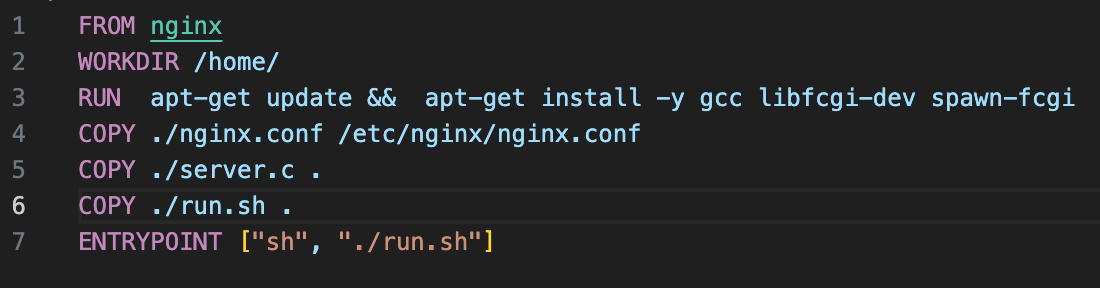 1 FROM nginx
2 WORKDIR /home/
3 RUN  apt-get update &&  apt-get install -y gcc libfcgi-dev spawn-fcgi
4 COPY ./nginx.conf /etc/nginx/nginx.conf
5 COPY ./server.c .
6 COPY ./run.sh .
7 ENTRYPOINT ["sh", "./run.sh"]